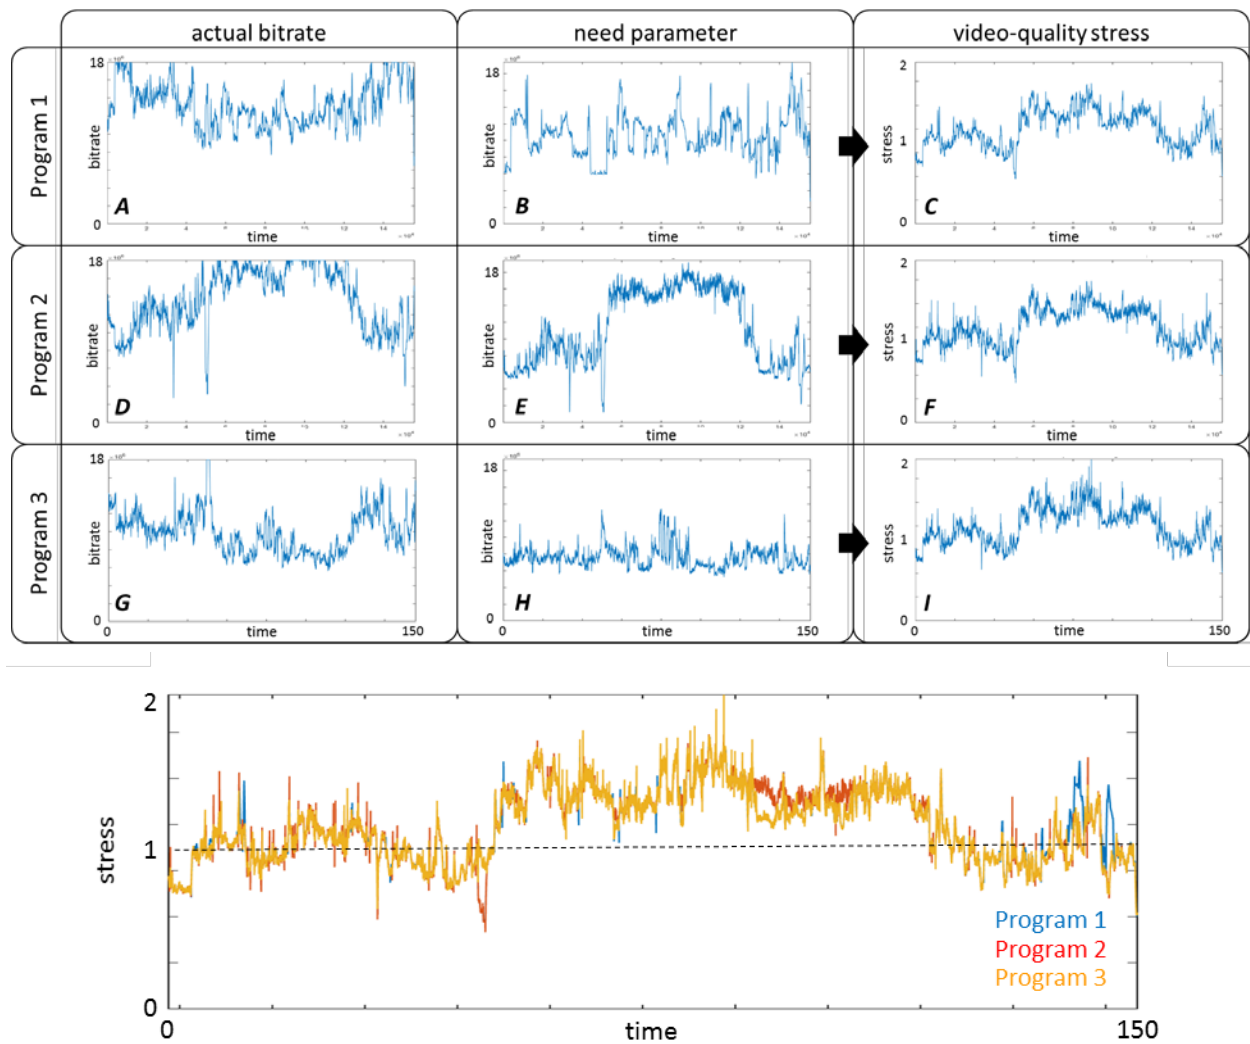 actual bitrate
need parameter
video-quality stress
Program 1
18
bitrate
0
A
time
18
bitrate
0
B
time
2
stress
1
0
C
time
Program 2
18
bitrate
0
D
time
18
bitrate
0
E
time
2
stress
1
0
F
time
Program 3
18
bitrate
G
0
time
150
18
bitrate
0
H
0
time
150
2
stress
1
0
I
0
time
150
2
stress
1
0
Program 1
Program 2
Program 3
0
time
150